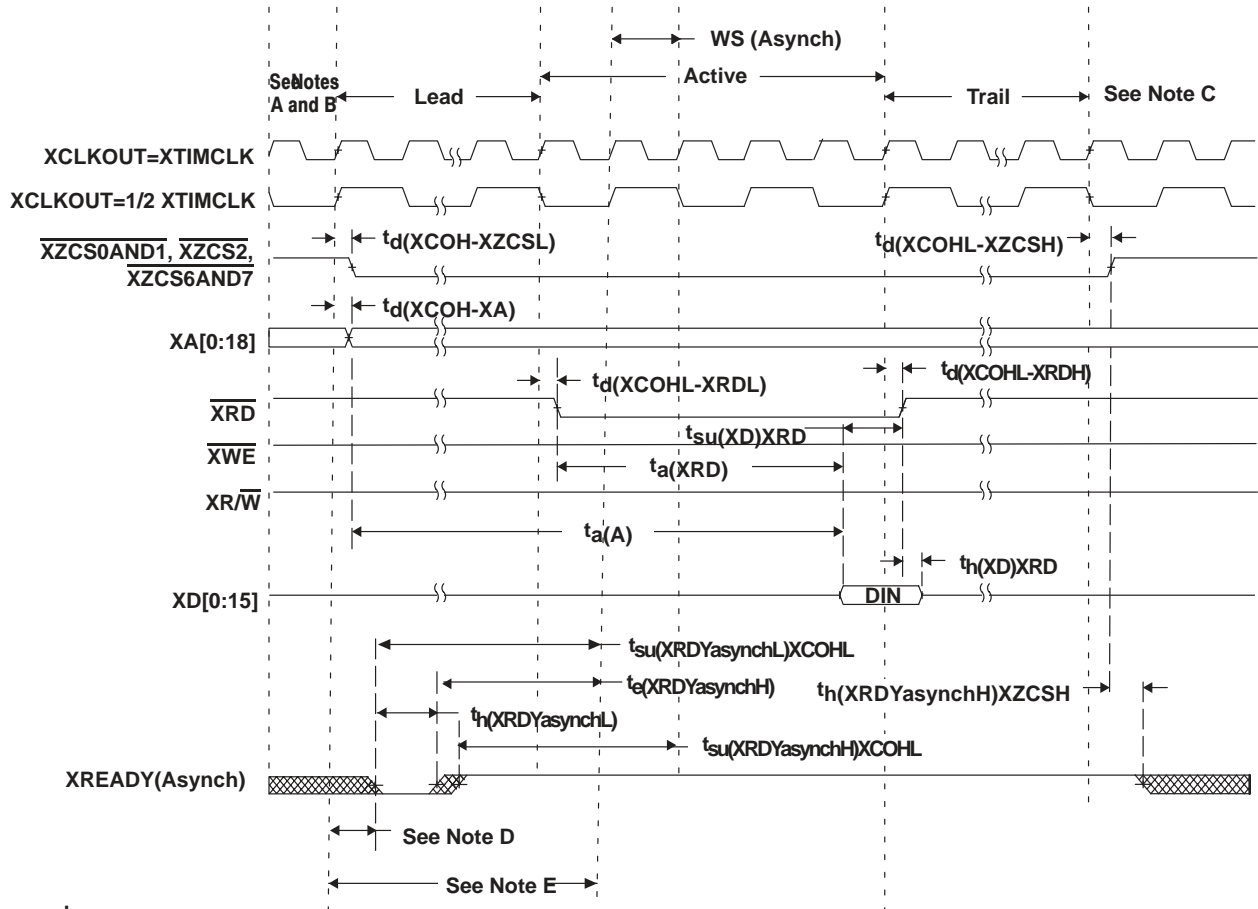 WS (Asynch)
Active
See Notes
A and B
Lead
Trail
See Note C
XCLKOUT=XTIMCLK
XCLKOUT=1/2 XTIMCLK
td(XCOH-XZCSL)
td(XCOHL-XZCSH)
XZCS0AND1, XZCS2,
XZCS6AND7
td(XCOH-XA)
XA[0:18]
td(XCOHL-XRDL)
td(XCOHL-XRDH)
XRD
tsu(XD)XRD
XWE
ta(XRD)
XR/W
ta(A)
th(XD)XRD
XD[0:15]
DIN
tsu(XRDYasynchL)XCOHL
te(XRDYasynchH)
th(XRDYasynchH)XZCSH
th(XRDYasynchL)
tsu(XRDYasynchH)XCOHL
XREADY(Asynch)
See Note D
See Note E